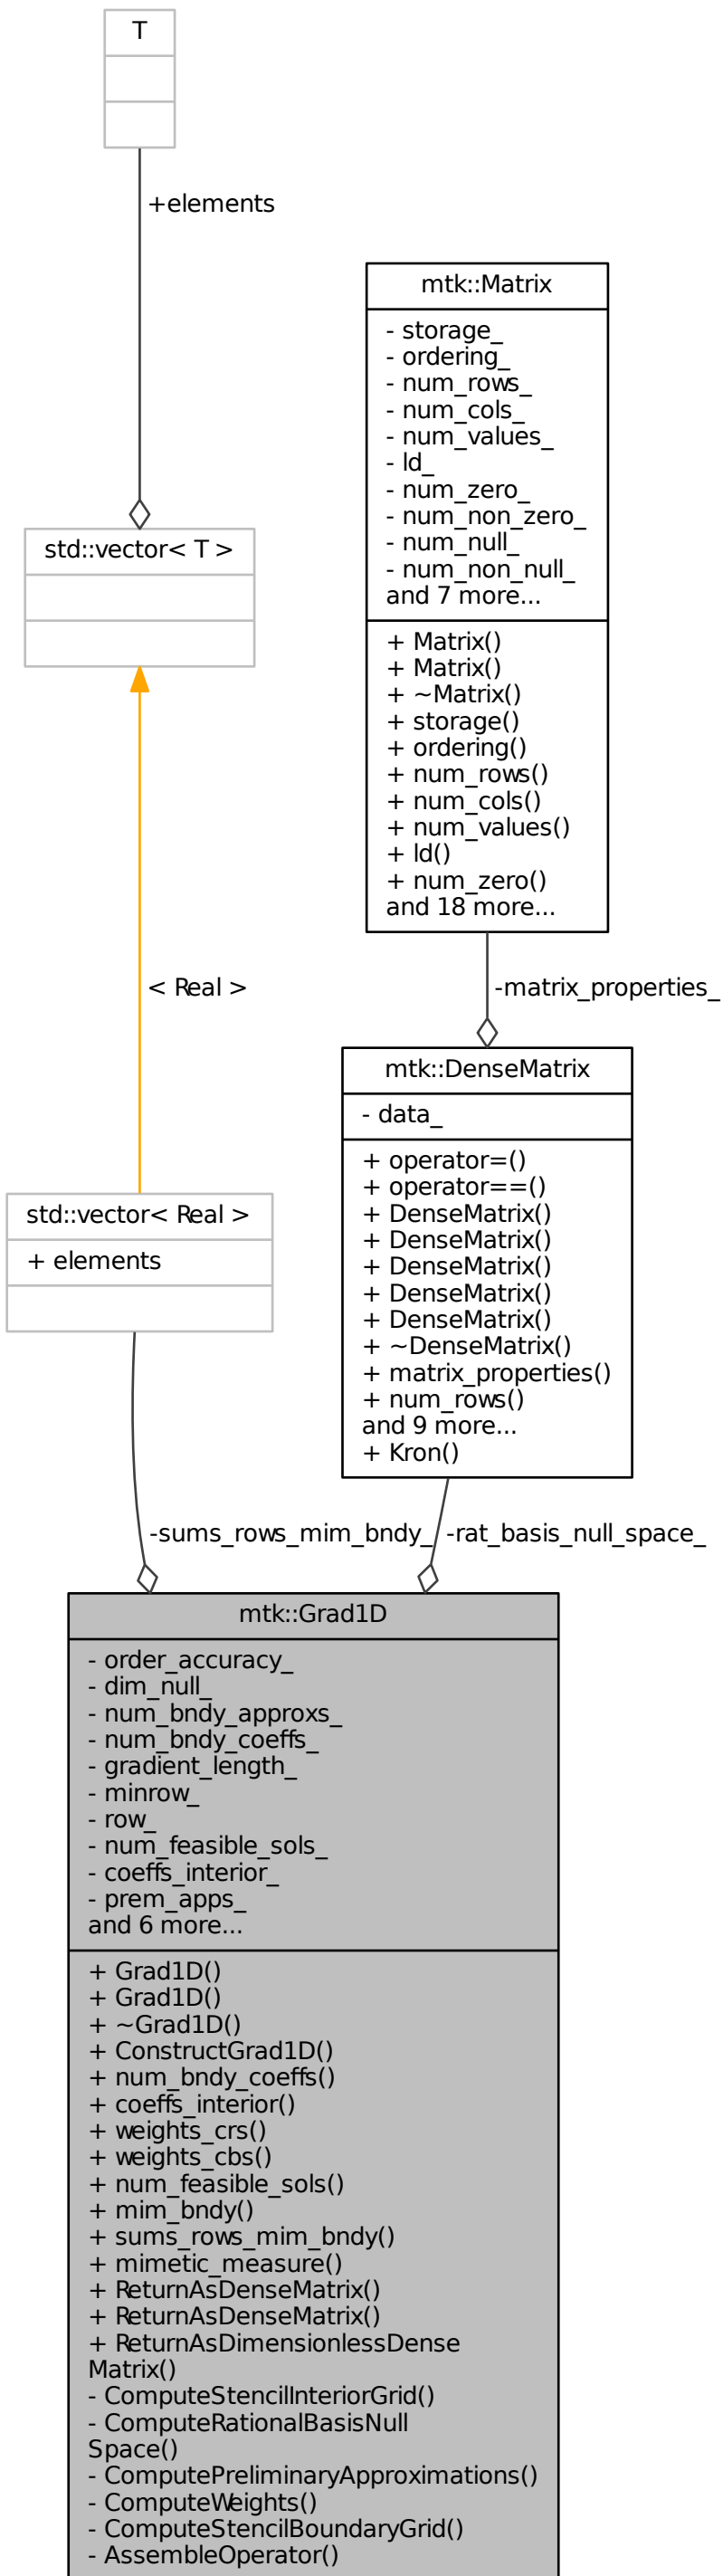 T
+elements
mtk::Matrix
- storage_
- ordering_
- num_rows_
- num_cols_
- num_values_
- ld_
- num_zero_
- num_non_zero_
- num_null_
- num_non_null_
and 7 more...
+ Matrix()
+ Matrix()
+ ~Matrix()
+ storage()
+ ordering()
+ num_rows()
+ num_cols()
+ num_values()
+ ld()
+ num_zero()
and 18 more...
std::vector< T >
< Real >
-matrix_properties_
mtk::DenseMatrix
- data_
+ operator=()
+ operator==()
+ DenseMatrix()
+ DenseMatrix()
+ DenseMatrix()
+ DenseMatrix()
+ DenseMatrix()
+ ~DenseMatrix()
+ matrix_properties()
+ num_rows()
and 9 more...
+ Kron()
std::vector< Real >
+ elements
-sums_rows_mim_bndy_
-rat_basis_null_space_
mtk::Grad1D
- order_accuracy_
- dim_null_
- num_bndy_approxs_
- num_bndy_coeffs_
- gradient_length_
- minrow_
- row_
- num_feasible_sols_
- coeffs_interior_
- prem_apps_
and 6 more...
+ Grad1D()
+ Grad1D()
+ ~Grad1D()
+ ConstructGrad1D()
+ num_bndy_coeffs()
+ coeffs_interior()
+ weights_crs()
+ weights_cbs()
+ num_feasible_sols()
+ mim_bndy()
+ sums_rows_mim_bndy()
+ mimetic_measure()
+ ReturnAsDenseMatrix()
+ ReturnAsDenseMatrix()
+ ReturnAsDimensionlessDense
Matrix()
- ComputeStencilInteriorGrid()
- ComputeRationalBasisNull
Space()
- ComputePreliminaryApproximations()
- ComputeWeights()
- ComputeStencilBoundaryGrid()
- AssembleOperator()